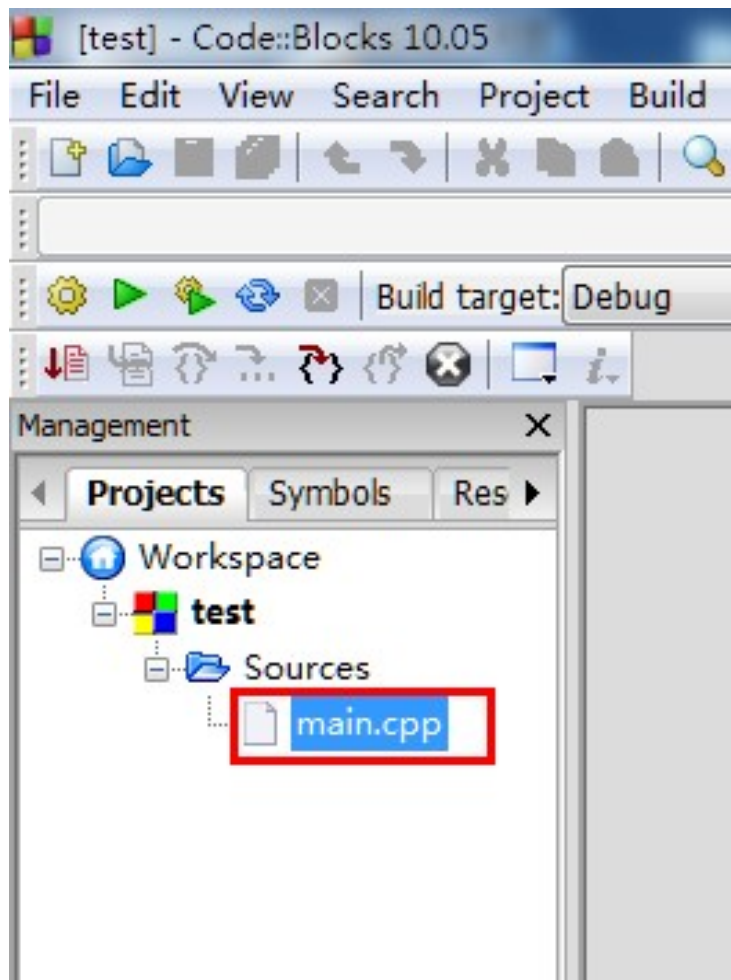 [test] - Code::Blocks 10.05
File Edit View Search Project Build
Build target: Debug
Management
Projects Symbols Res
Workspace
test
Sources
main.cpp